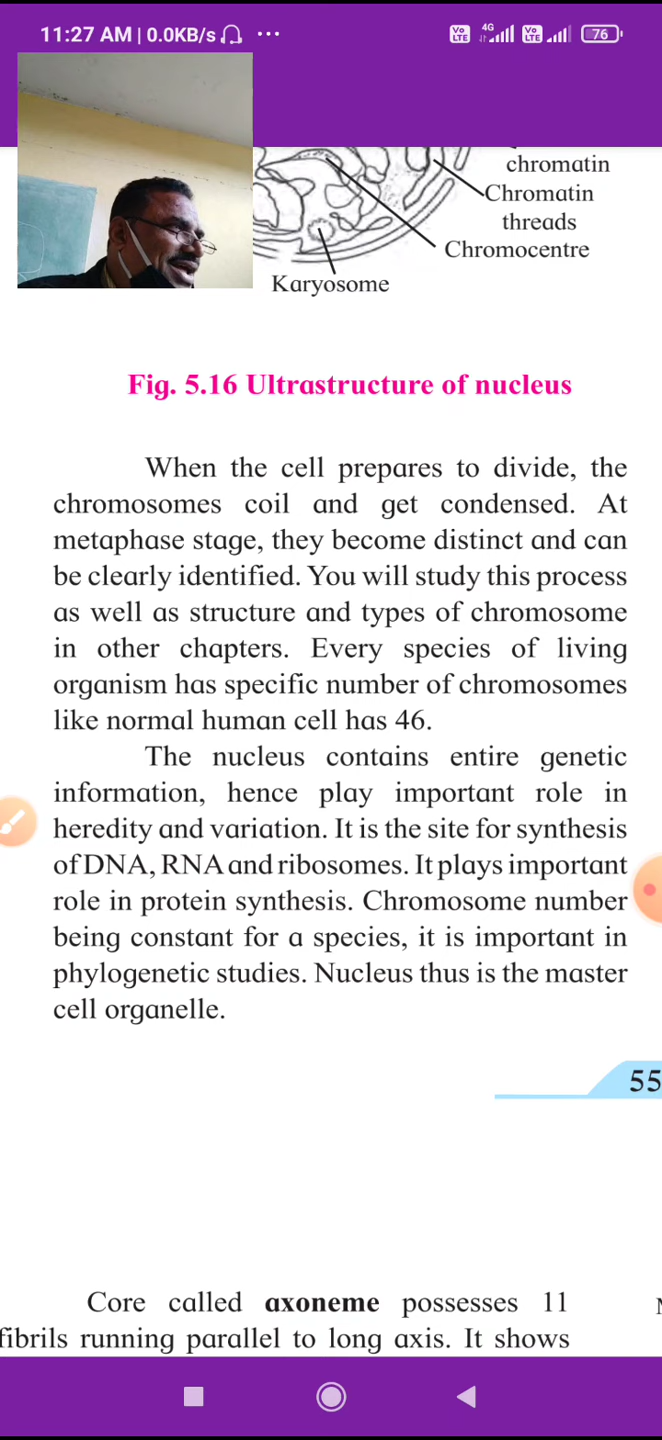 11:27 AM | 0.0KB/s ...
Vo LTE 4G Vo LTE 76
chromatin
Chromatin
threads
Chromocentre
Karyosome
Fig. 5.16 Ultrastructure of nucleus
When the cell prepares to divide, the
chromosomes coil and get condensed. At
metaphase stage, they become distinct and can
be clearly identified. You will study this process
as well as structure and types of chromosome
in other chapters. Every species of living
organism has specific number of chromosomes
like normal human cell has 46.
The nucleus contains entire genetic
information, hence play important role in
heredity and variation. It is the site for synthesis
of DNA, RNA and ribosomes. It plays important
role in protein synthesis. Chromosome number
being constant for a species, it is important in
phylogenetic studies. Nucleus thus is the master
cell organelle.
55
Core called axoneme possesses 11
fibrils running parallel to long axis. It shows